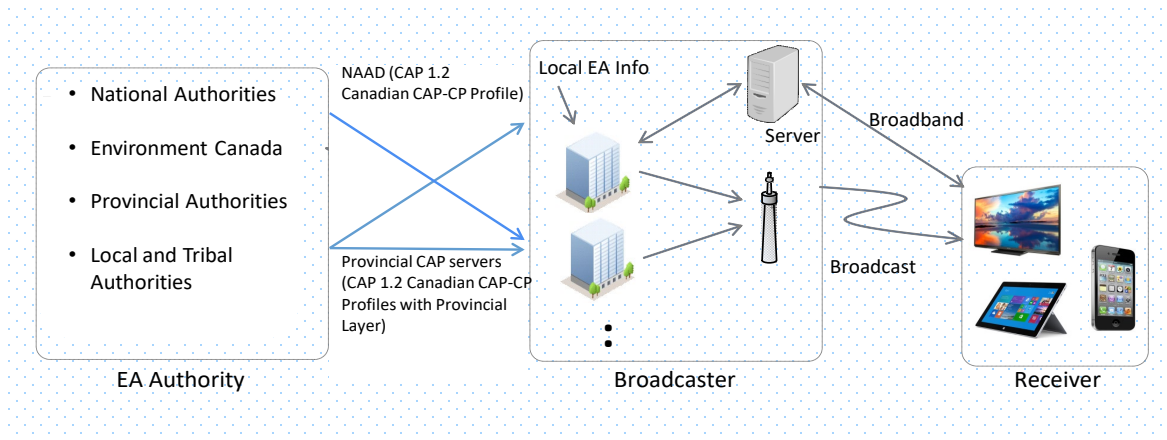 • National Authorities
• Environment Canada
• Provincial Authorities
• Local and Tribal
Authorities
EA Authority
NAAD (CAP 1.2
Canadian CAP-CP Profile)
Provincial CAP servers
(CAP 1.2 Canadian CAP-CP
Profiles with Provincial
Layer)
Local EA Info
Server
:
Broadcaster
Broadband
Broadcast
Receiver